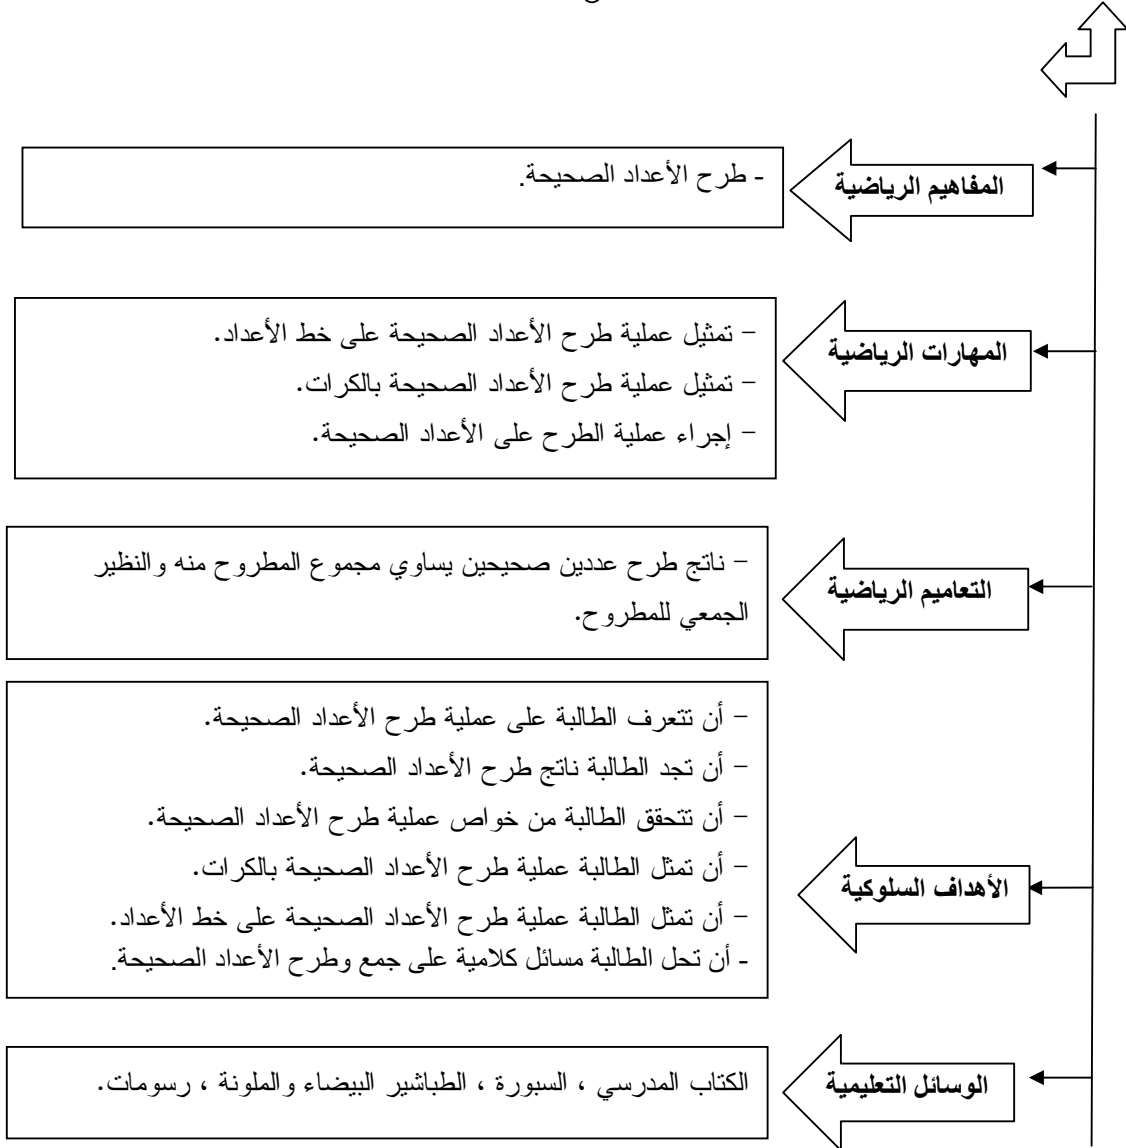 المفاهيم الرياضية
- طرح الأعداد الصحيحة.
المهارات الرياضية
– تمثيل عملية طرح الأعداد الصحيحة على خط الأعداد.
– تمثيل عملية طرح الأعداد الصحيحة بالكرات.
– إجراء عملية الطرح على الأعداد الصحيحة.
التعاميم الرياضية
– ناتج طرح عددين صحيحين يساوي مجموع المطروح منه والنظير
الجمعي للمطروح.
الأهداف السلوكية
– أن تتعرف الطالبة على عملية طرح الأعداد الصحيحة.
– أن تجد الطالبة ناتج طرح الأعداد الصحيحة.
– أن تتحقق الطالبة من خواص عملية طرح الأعداد الصحيحة.
– أن تمثل الطالبة عملية طرح الأعداد الصحيحة بالكرات.
– أن تمثل الطالبة عملية طرح الأعداد الصحيحة على خط الأعداد.
- أن تحل الطالبة مسائل كلامية على جمع وطرح الأعداد الصحيحة.
الوسائل التعليمية
الكتاب المدرسي ، السبورة ، الطباشير البيضاء والملونة ، رسومات.